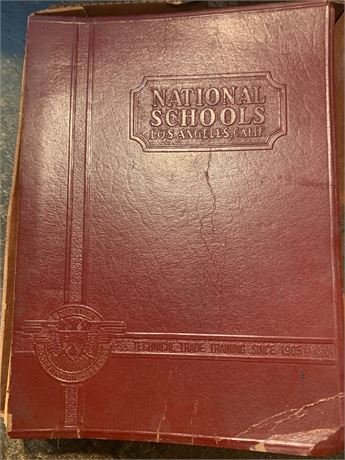 NATIONAL
SCHOOLS
LOS ANGELES, CALIF.
TECHNICAL TRADE TRAINING SINCE 1905